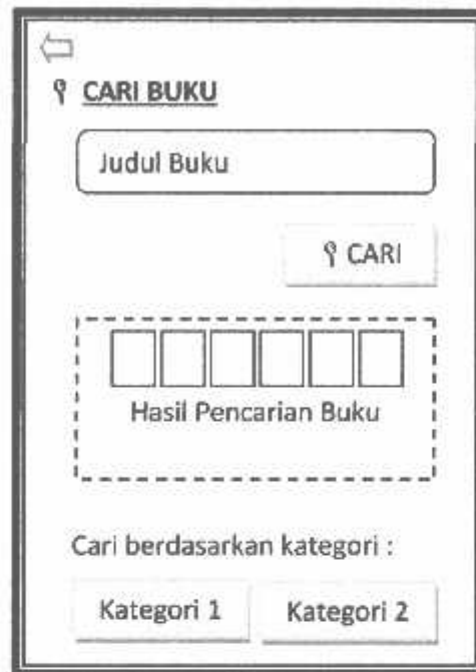 CARI BUKU
Judul Buku
CARI
Hasil Pencarian Buku
Cari berdasarkan kategori :
Kategori 1 Kategori 2